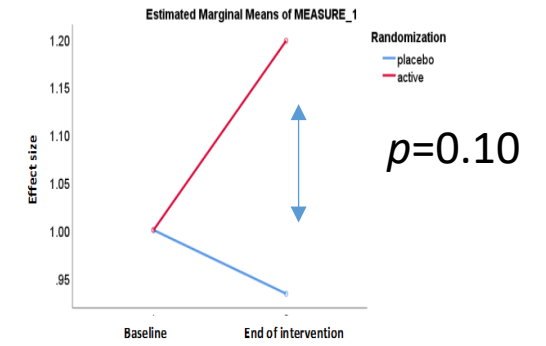 Estimated Marginal Means of MEASURE_1
Randomization
placebo
active
1.20
1.15
1.10
1.05
1.00
.95
Effect size
p=0.10
Baseline
End of intervention